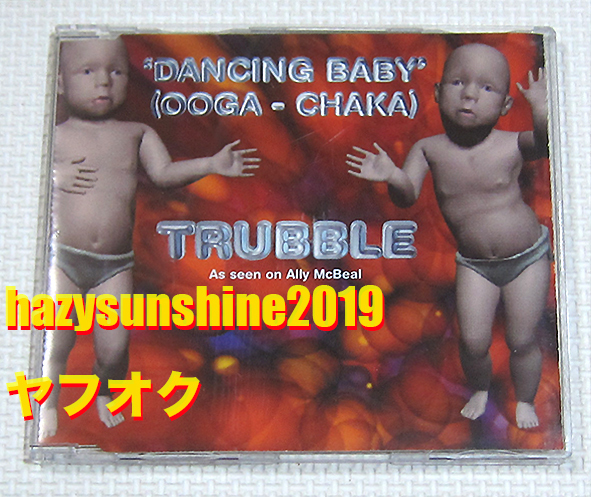 'DANCING BABY'
(OOGA - CHAKA)
TRUBBLE
As seen on Ally McBeal
hazysunshine2019
ヤフオク